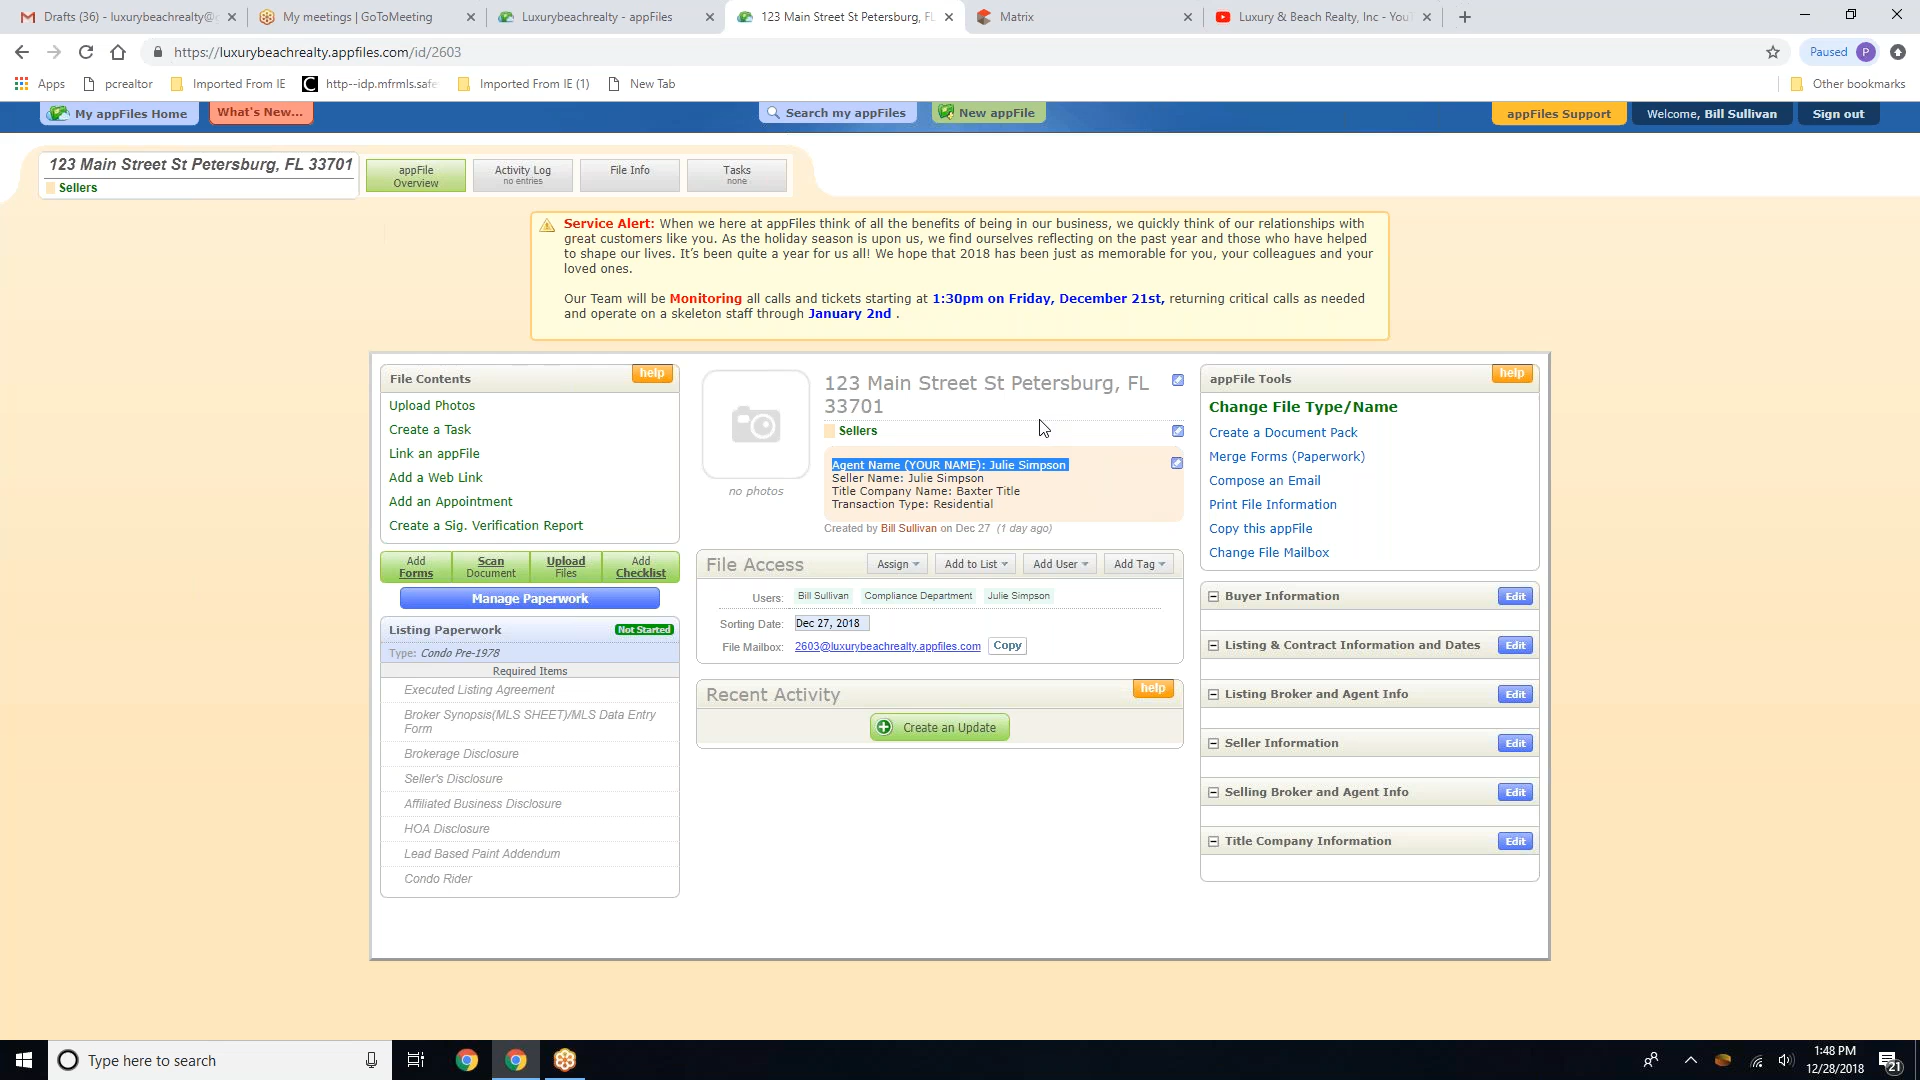 Drafts (36) - luxurybeachrealty@
My meetings | GoToMeeting
Luxurybeachrealty - appFiles
123 Main Street St Petersburg, FL
Matrix
Luxury & Beach Realty, Inc - You
https://luxurybeachrealty.appfiles.com/id/2603
Paused
P
Apps
pcrealtor
Imported From IE
http--idp.mfrmls.safe
Imported From IE (1)
New Tab
Other bookmarks
My appFiles Home
What's New...
Search my appFiles
New appFile
appFiles Support
Welcome, Bill Sullivan
Sign out
123 Main Street St Petersburg, FL 33701
Sellers
appFile
Overview
Activity Log
no entries
File Info
Tasks
none
Service Alert: When we here at appFiles think of all the benefits of being in our business, we quickly think of our relationships with
great customers like you. As the holiday season is upon us, we find ourselves reflecting on the past year and those who have helped
to shape our lives. It's been quite a year for us all! We hope that 2018 has been just as memorable for you, your colleagues and your
loved ones.
Our Team will be Monitoring all calls and tickets starting at 1:30pm on Friday, December 21st, returning critical calls as needed
and operate on a skeleton staff through January 2nd .
File Contents
help
Upload Photos
Create a Task
Link an appFile
Add a Web Link
Add an Appointment
Create a Sig. Verification Report
Add
Forms
Scan
Document
Upload
Files
Add
Checklist
Manage Paperwork
Listing Paperwork
Not Started
Type: Condo Pre-1978
Required Items
Executed Listing Agreement
Broker Synopsis(MLS SHEET)/MLS Data Entry
Form
Brokerage Disclosure
Seller's Disclosure
Affiliated Business Disclosure
HOA Disclosure
Lead Based Paint Addendum
Condo Rider
no photos
123 Main Street St Petersburg, FL
33701
Sellers
Agent Name (YOUR NAME): Julie Simpson
Seller Name: Julie Simpson
Title Company Name: Baxter Title
Transaction Type: Residential
Created by Bill Sullivan on Dec 27 (1 day ago)
File Access
Assign
Add to List
Add User
Add Tag
Users: Bill Sullivan Compliance Department Julie Simpson
Sorting Date: Dec 27, 2018
File Mailbox: 2603@luxurybeachrealty.appfiles.com Copy
Recent Activity
help
Create an Update
appFile Tools
help
Change File Type/Name
Create a Document Pack
Merge Forms (Paperwork)
Compose an Email
Print File Information
Copy this appFile
Change File Mailbox
Buyer Information Edit
Listing & Contract Information and Dates Edit
Listing Broker and Agent Info Edit
Seller Information Edit
Selling Broker and Agent Info Edit
Title Company Information Edit
Type here to search
1:48 PM
12/28/2018
21